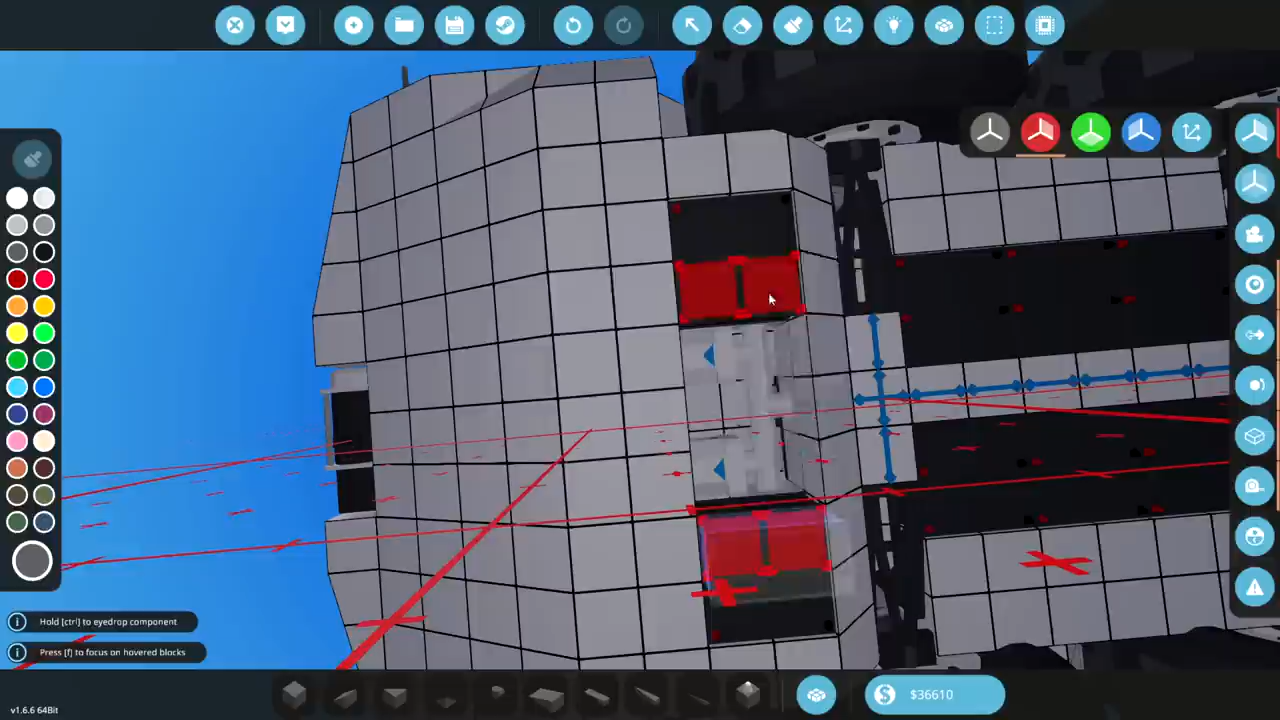 Hold [ctrl] to eyedrop component
Press [f] to focus on hovered blocks
$36610
v1.6.6 64Bit